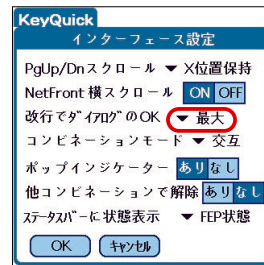 KeyQuick
インターフェース設定
PgUp/Dnスクロール ▼ X位置保持
NetFront 横スクロール ON OFF
改行でﾀﾞｲｱﾛｸﾞのOK ▼ 最大
コンビネーションモード ▼ 交互
ポップインジケーター ありなし
他コンビネーションで解除 ありなし
ｽﾃｰﾀｽﾊﾞｰに状態表示 ▼ FEP状態
OK ｷｬﾝｾﾙ